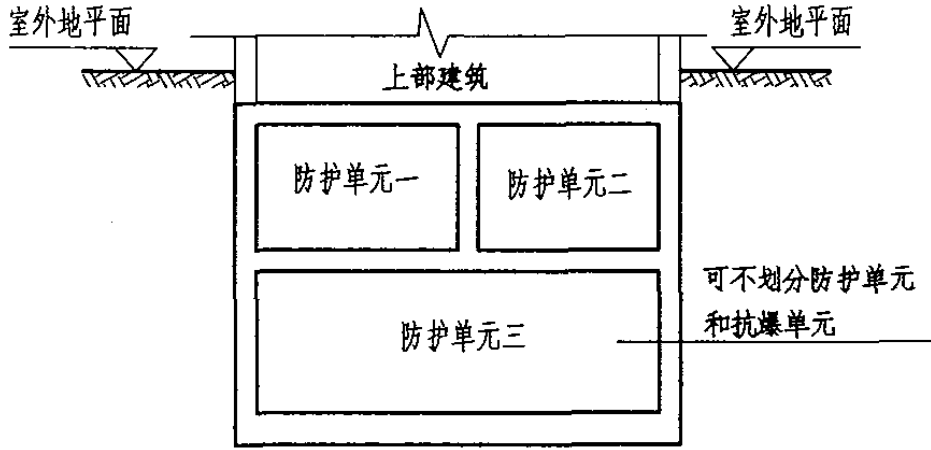 室外地平面
室外地平面
上部建筑
防护单元一
防护单元二
可不划分防护单元
和抗爆单元
防护单元三